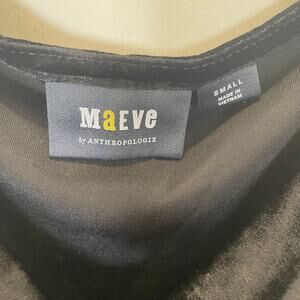 MaEVe
by ANTHROPOLOGIE
SMALL
MADE IN
VIETNAM